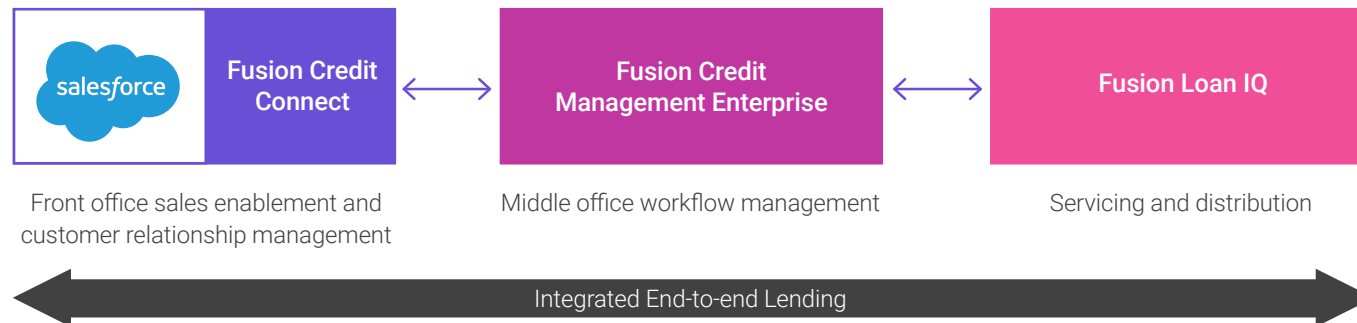 salesforce
Fusion Credit
Connect
Fusion Credit
Management Enterprise
Fusion Loan IQ
Front office sales enablement and
customer relationship management
Middle office workflow management
Servicing and distribution
Integrated End-to-end Lending